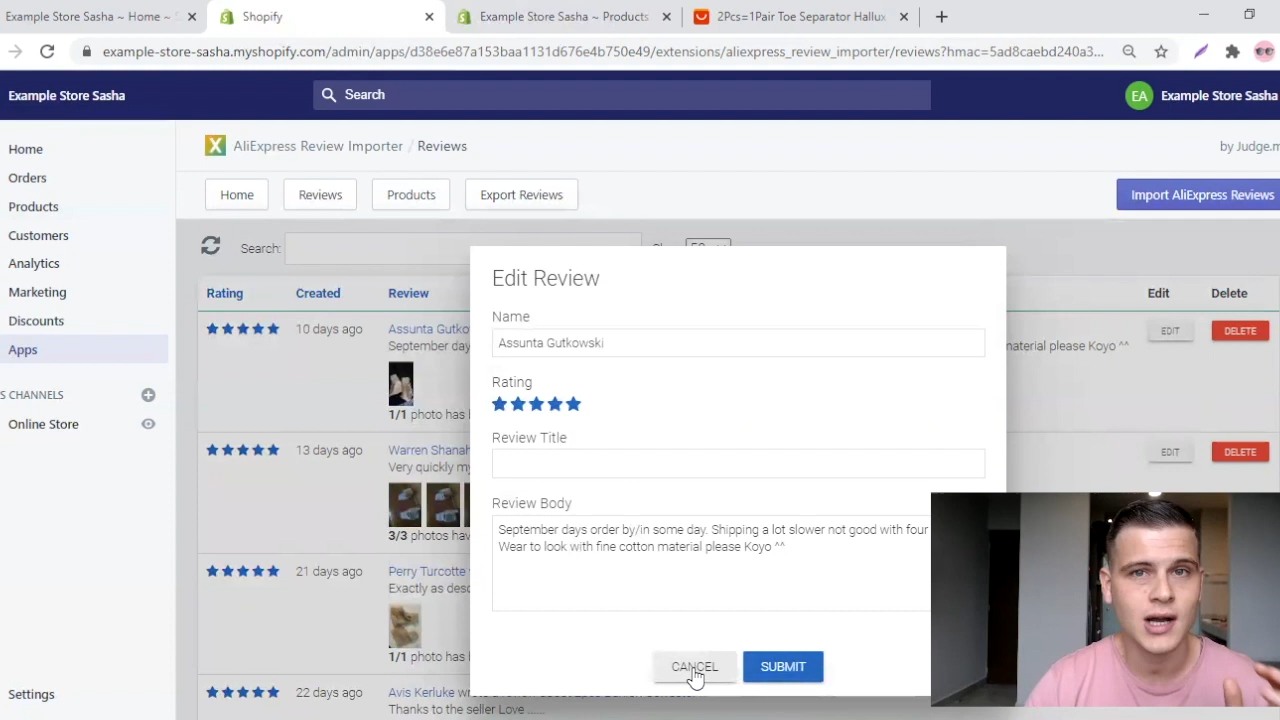 Example Store Sasha ~ Home ~
Shopify
Example Store Sasha ~ Products
2Pcs=1Pair Toe Separator Hallux
example-store-sasha.myshopify.com/admin/apps/d38e6e87a153baa1131d676e4b750e49/extensions/aliexpress_review_importer/reviews?hmac=5ad8caebd240a3...
Example Store Sasha
Search
EA
Example Store Sasha
Home
Orders
Products
Customers
Analytics
Marketing
Discounts
Apps
S CHANNELS
Online Store
Settings
AliExpress Review Importer / Reviews
by Judge.m
Home
Reviews
Products
Export Reviews
Import AliExpress Reviews
Search:
Rating
Created
Review
Edit
Delete
10 days ago
Assunta Gutko
September day
naterial please Koyo ^^
EDIT
DELETE
1/1 photo has
13 days ago
Warren Shanah
Very quickly my
EDIT
DELETE
3/3 photos have
21 days ago
Perry Turcotte
Exactly as desc
1/1 photo has
22 days ago
Avis Kerluke
Thanks to the seller Love ......
Edit Review
Name
Assunta Gutkowski
Rating
Review Title
Review Body
September days order by/in some day. Shipping a lot slower not good with four
Wear to look with fine cotton material please Koyo ^^
CANCEL
SUBMIT